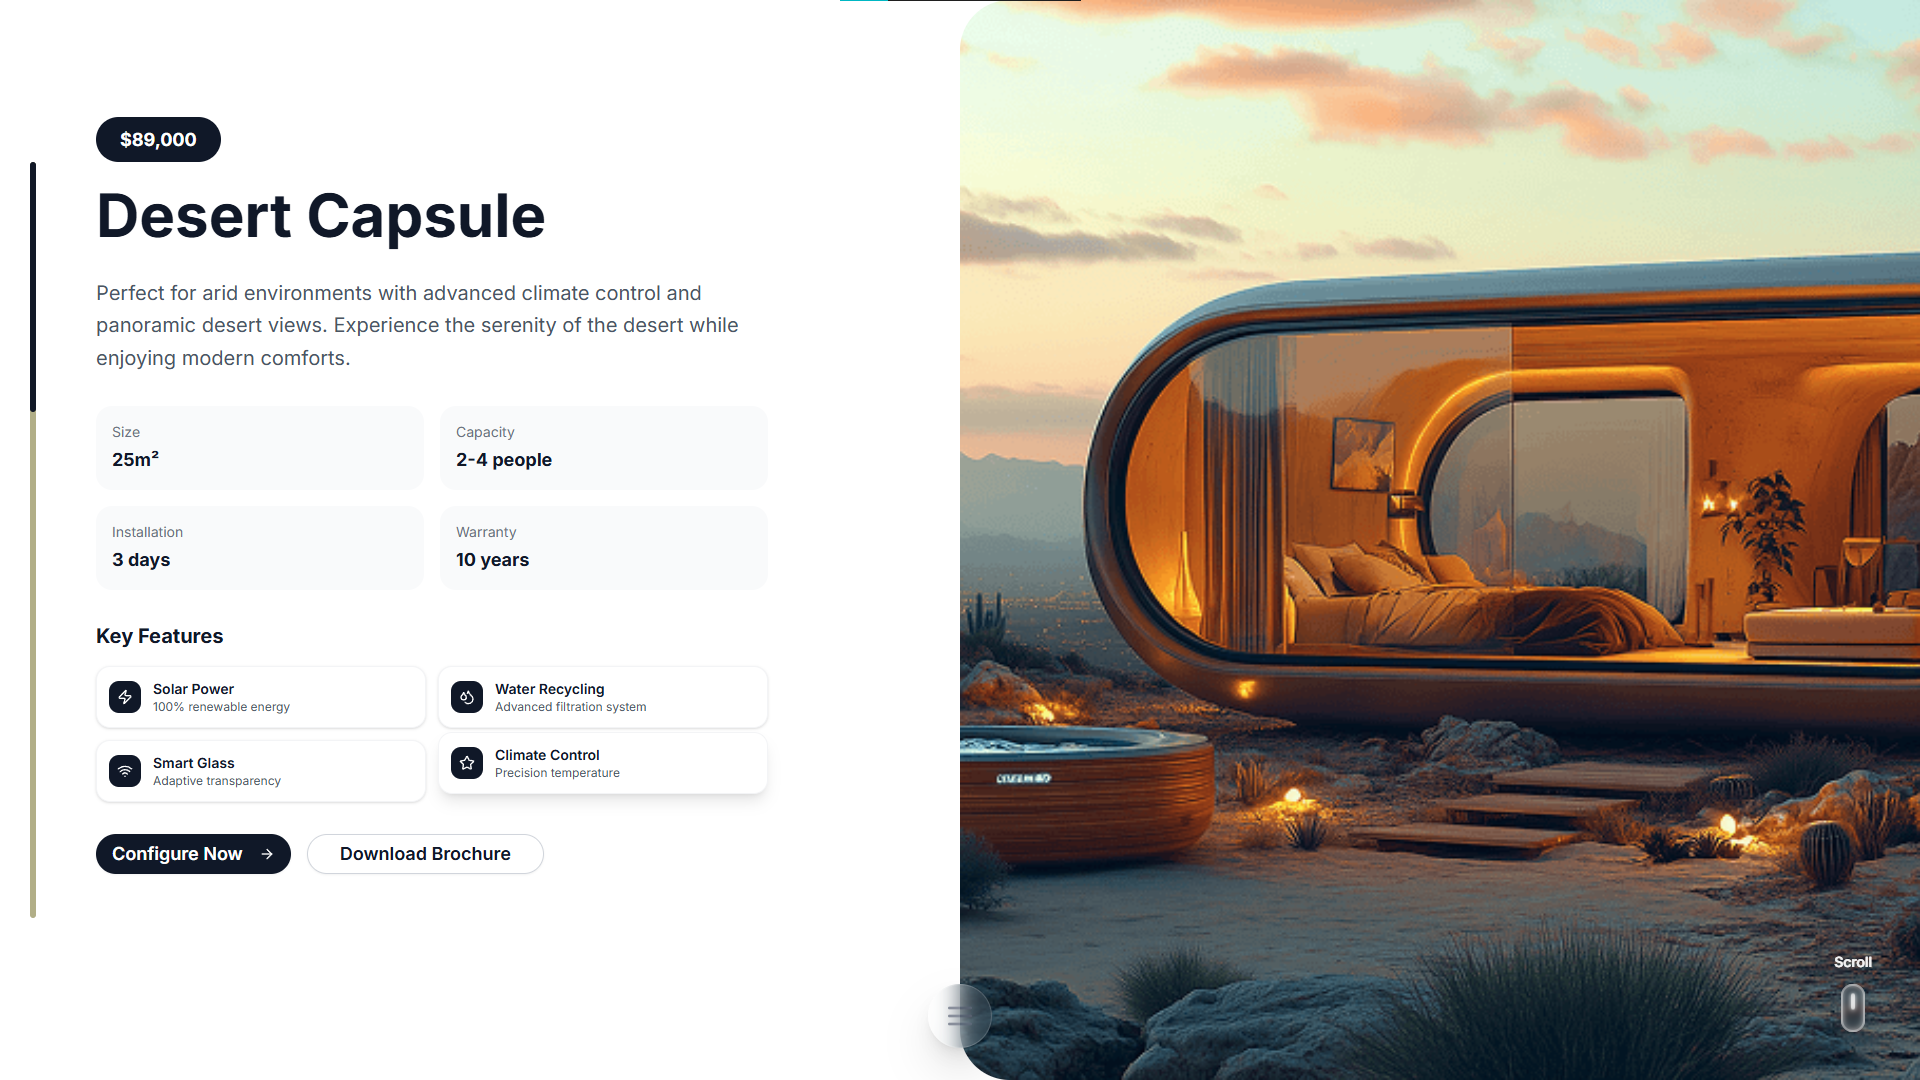 $89,000
Desert Capsule
Perfect for arid environments with advanced climate control and
panoramic desert views. Experience the serenity of the desert while
enjoying modern comforts.
Size
25m²
Capacity
2-4 people
Installation
3 days
Warranty
10 years
Key Features
Solar Power
100% renewable energy
Water Recycling
Advanced filtration system
Smart Glass
Adaptive transparency
Climate Control
Precision temperature
Configure Now
Download Brochure
Scroll